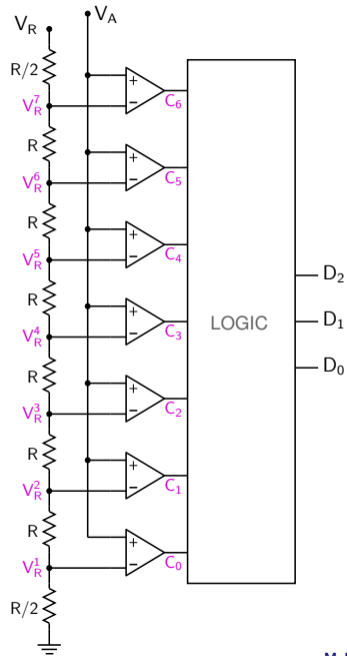 V_R
V_A
R/2
V_R^7
C_6
R
V_R^6
C_5
R
V_R^5
C_4
R
V_R^4
C_3
LOGIC
D_2
D_1
D_0
R
V_R^3
C_2
R
V_R^2
C_1
R
V_R^1
C_0
R/2